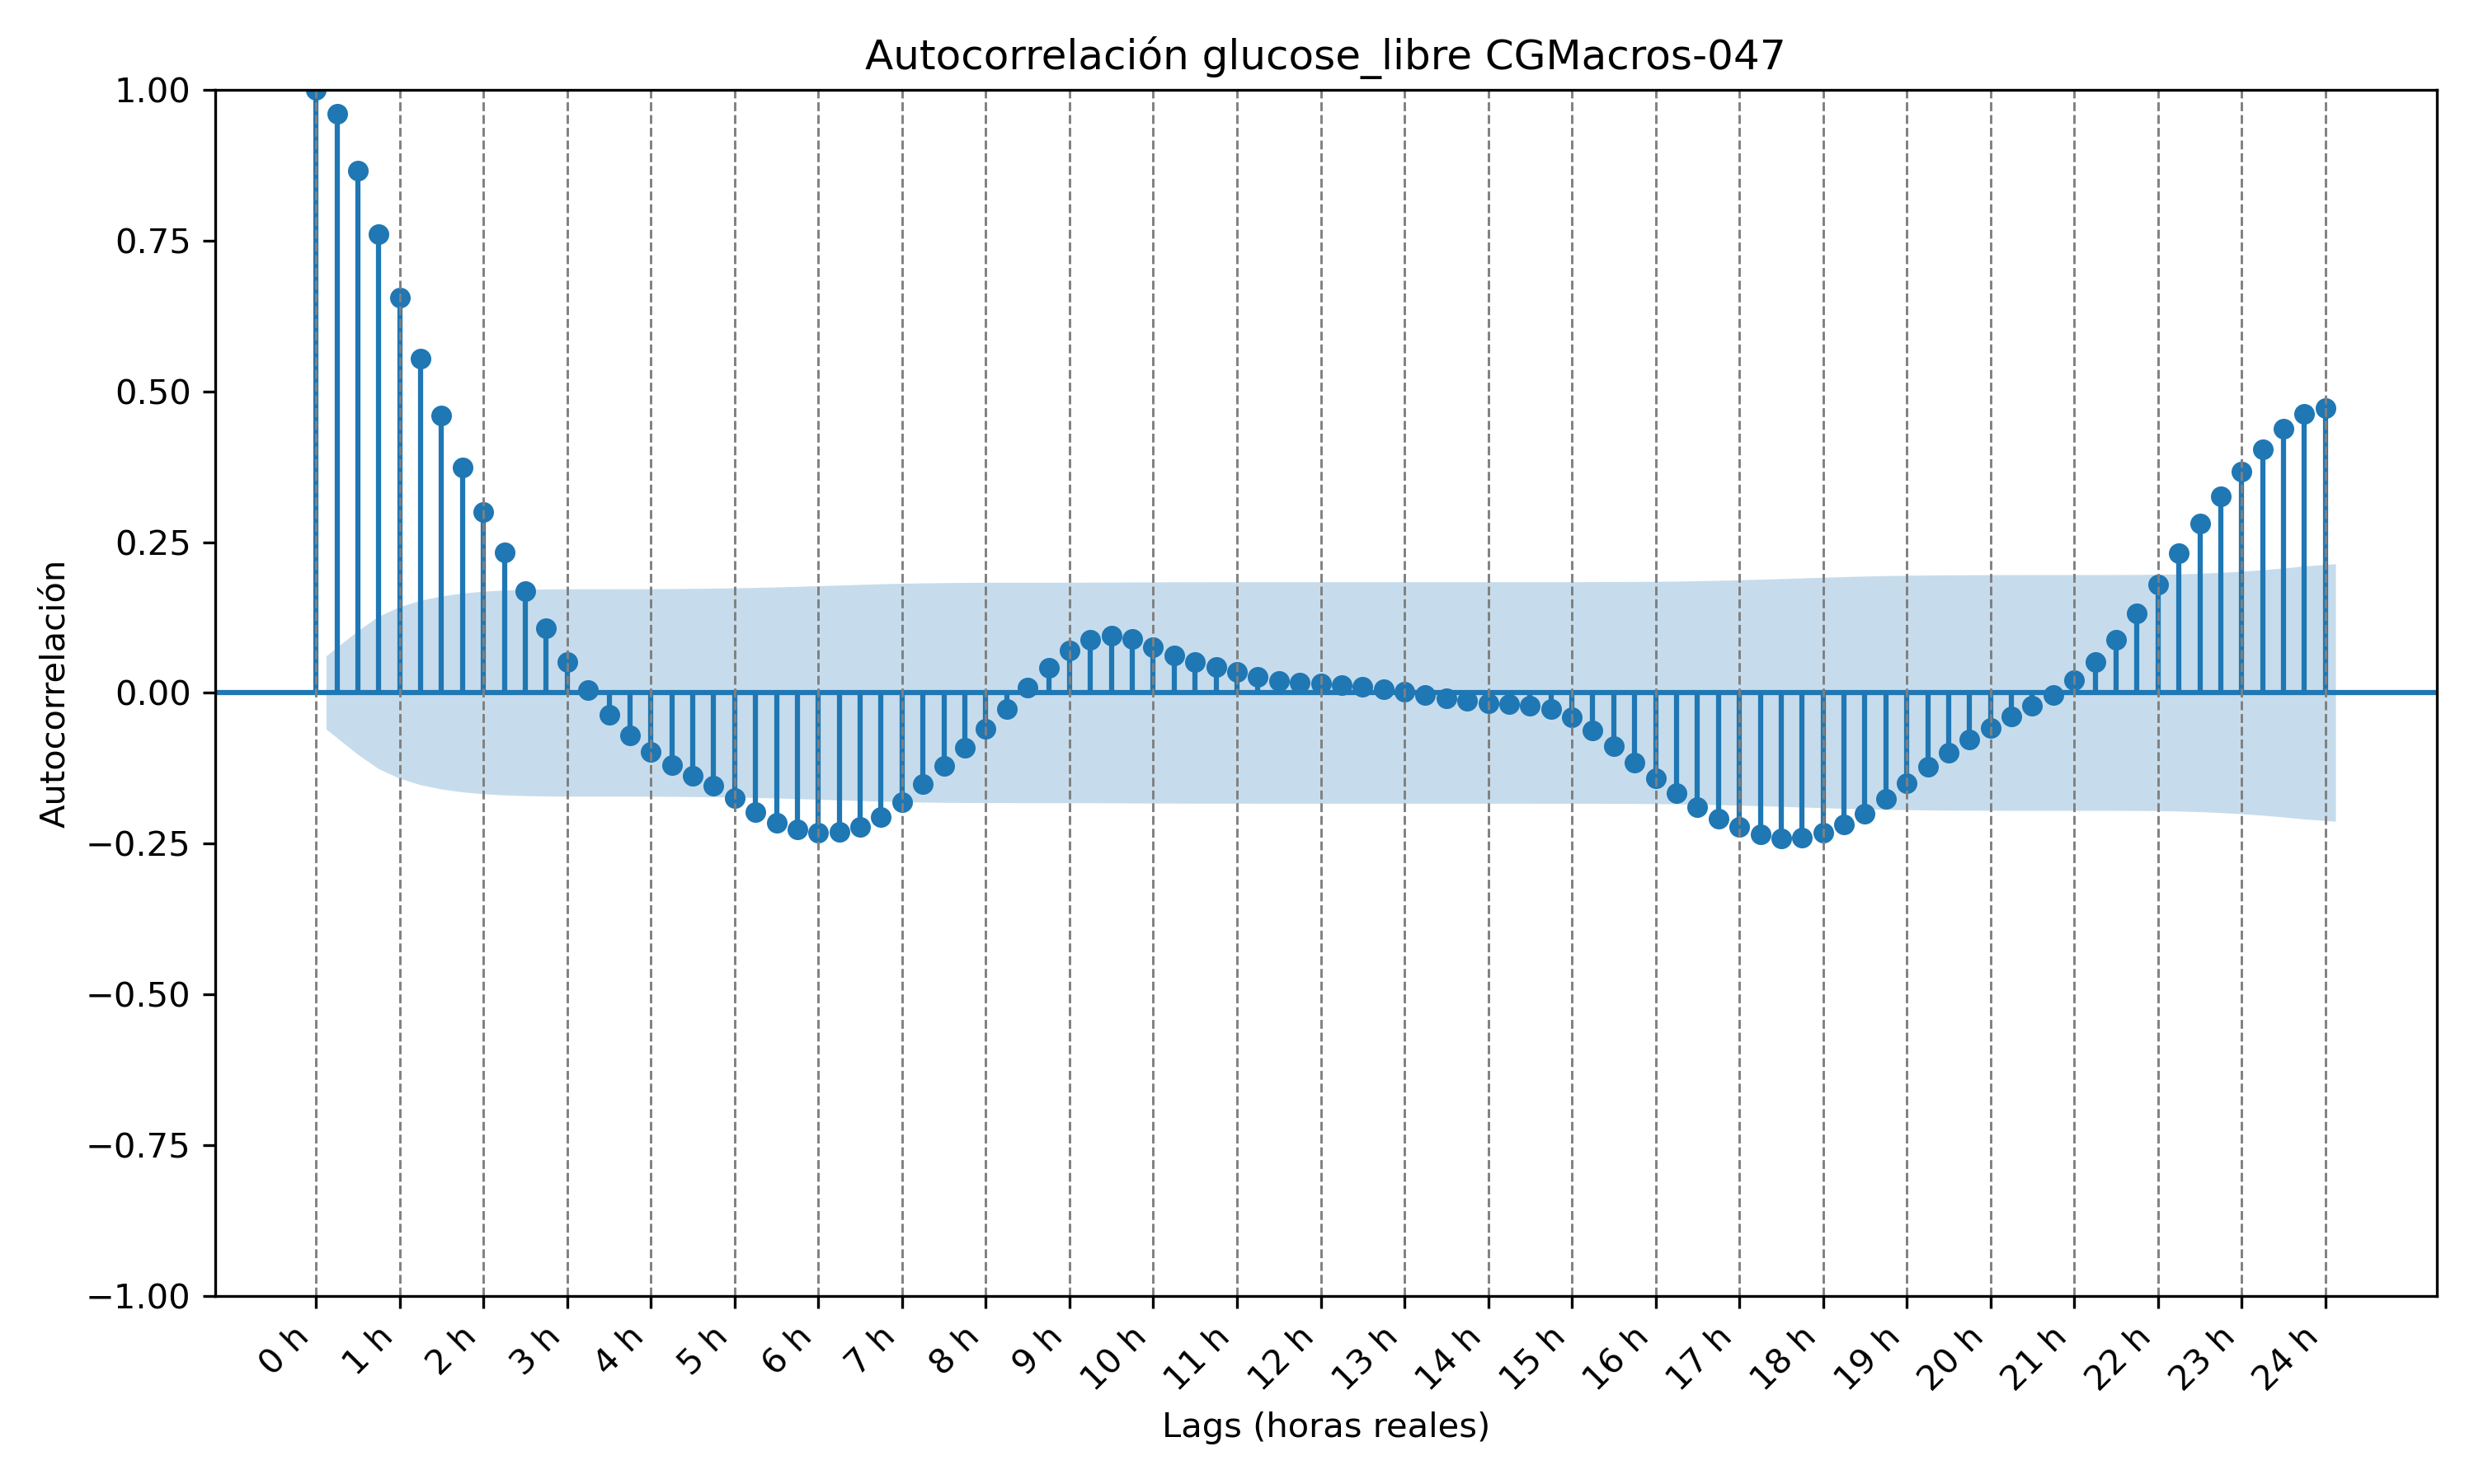 Autocorrelación glucose_libre CGMacros-047
1.00
0.75
0.50
0.25
0.00
−0.25
−0.50
−0.75
−1.00
Autocorrelación
0 h
1 h
2 h
3 h
4 h
5 h
6 h
7 h
8 h
9 h
10 h
11 h
12 h
13 h
14 h
15 h
16 h
17 h
18 h
19 h
20 h
21 h
22 h
23 h
24 h
Lags (horas reales)